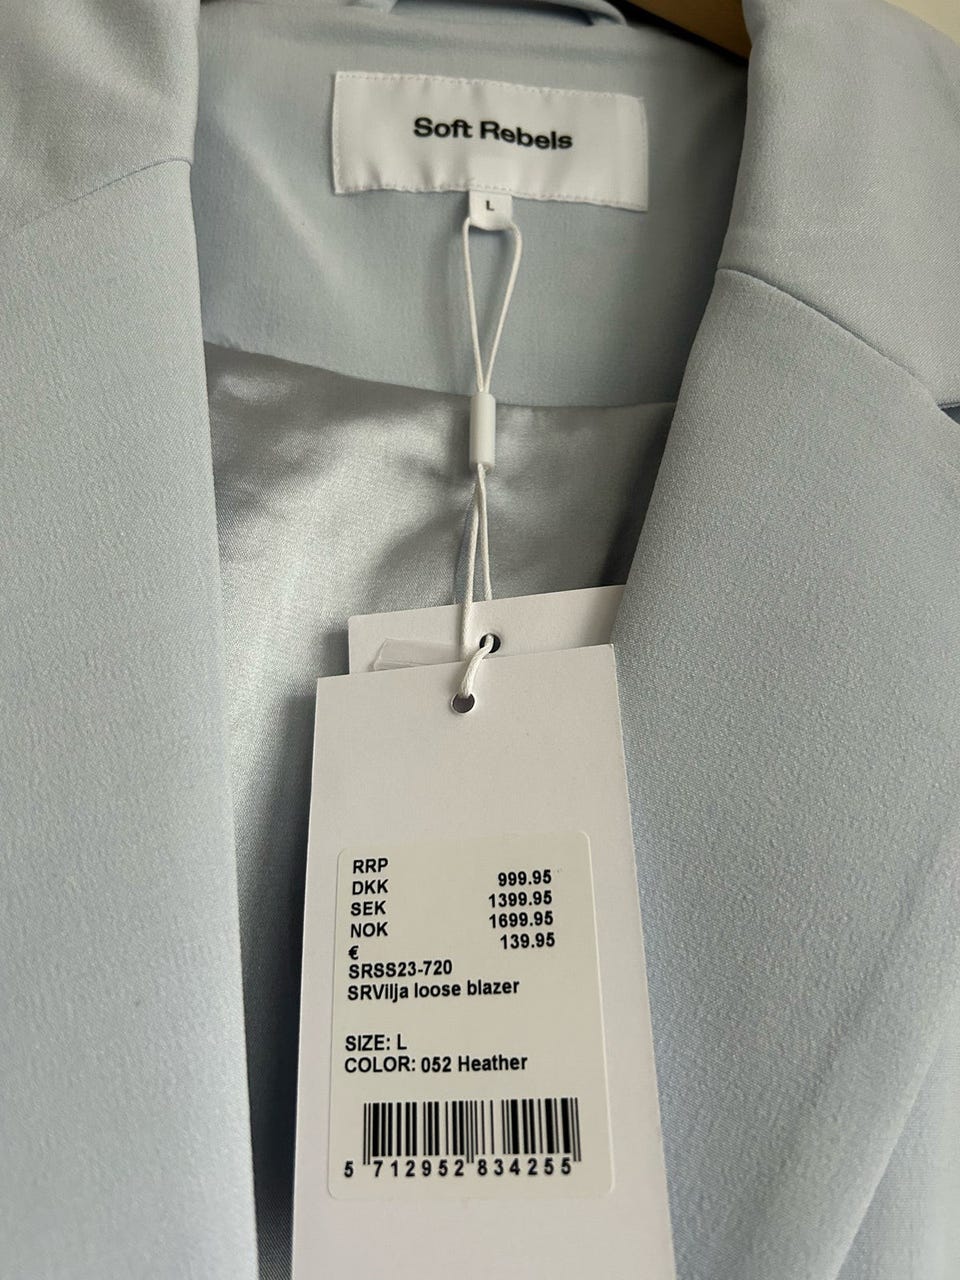 Soft Rebels
L
RRP
DKK 999.95
SEK 1399.95
NOK 1699.95
€ 139.95
SRSS23-720
SRVilja loose blazer
SIZE: L
COLOR: 052 Heather
5 712952 834255